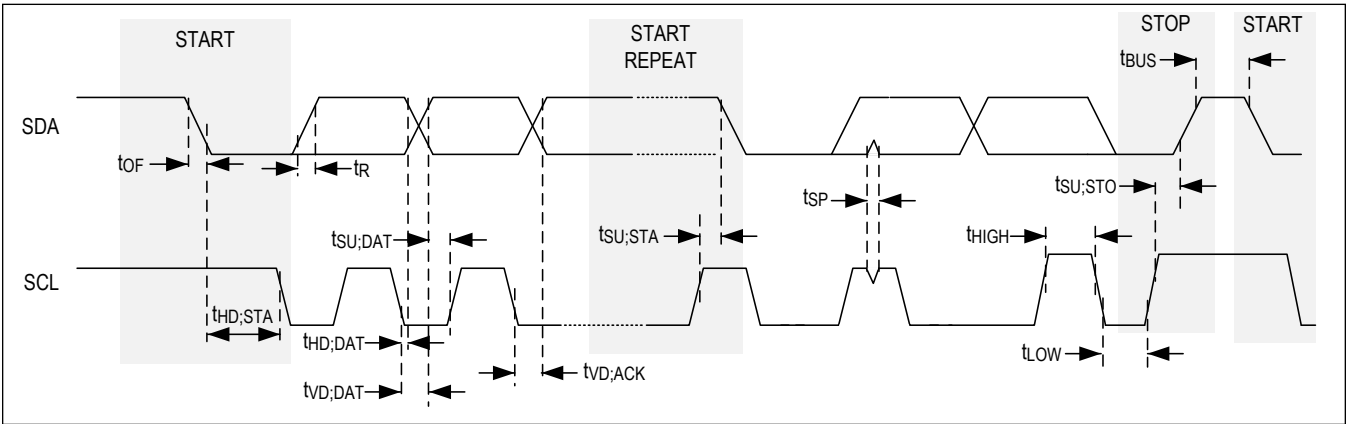 START
START
REPEAT
STOP
START
tBUS
SDA
tOF
tR
tSP
tSU;STO
tSU;DAT
tSU;STA
tHIGH
SCL
tHD;STA
tHD;DAT
tLOW
tVD;DAT
tVD;ACK